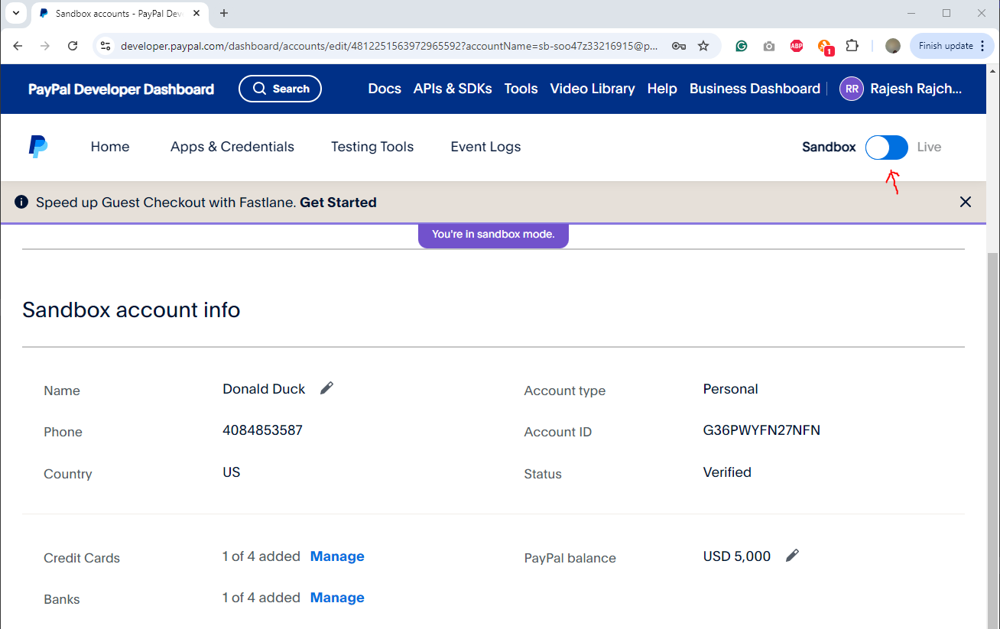 Sandbox accounts - PayPal Dev
developer.paypal.com/dashboard/accounts/edit/4812251563972965592?accountName=sb-soo47z33216915@p...
ABP
1
Finish update
PayPal Developer Dashboard
Search
Docs APIs & SDKs Tools Video Library Help Business Dashboard
RR Rajesh Rajch...
Home Apps & Credentials Testing Tools Event Logs
Sandbox Live
Speed up Guest Checkout with Fastlane. Get Started
You're in sandbox mode.
Sandbox account info
Name Donald Duck Account type Personal
Phone 4084853587 Account ID G36PWYFN27NFN
Country US Status Verified
Credit Cards 1 of 4 added Manage PayPal balance USD 5,000
Banks 1 of 4 added Manage